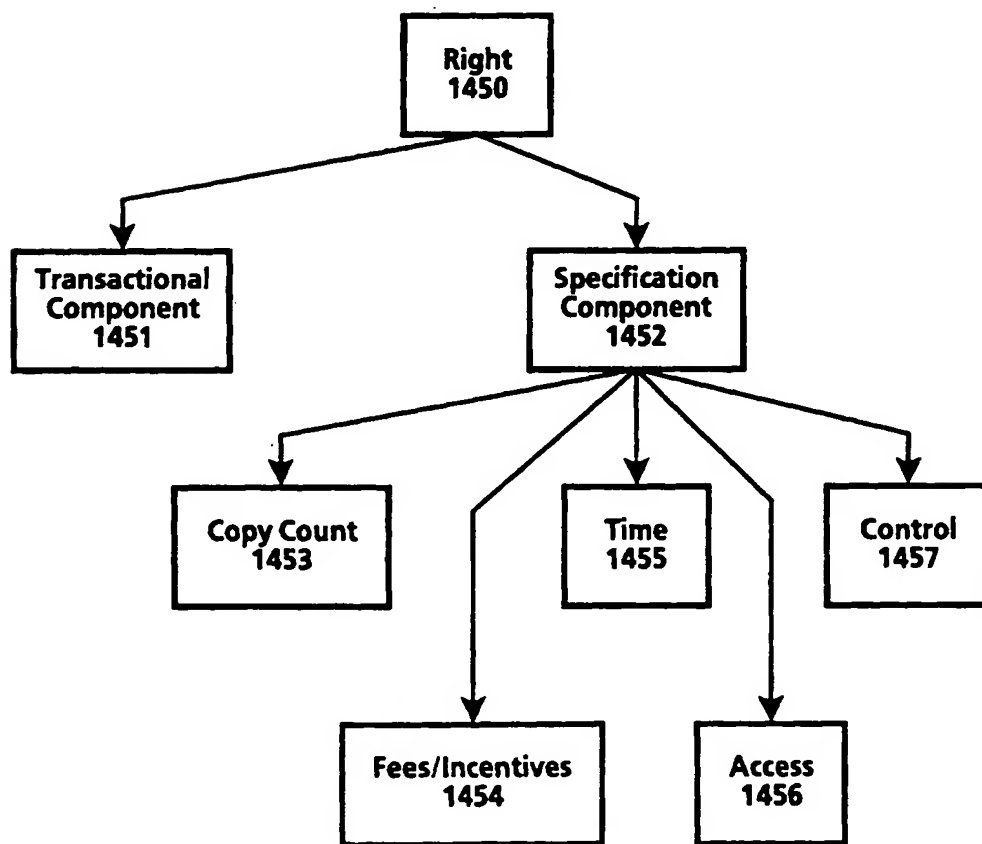 Right
1450
Transactional
Component
1451
Specification
Component
1452
Copy Count
1453
Time
1455
Control
1457
Fees/Incentives
1454
Access
1456